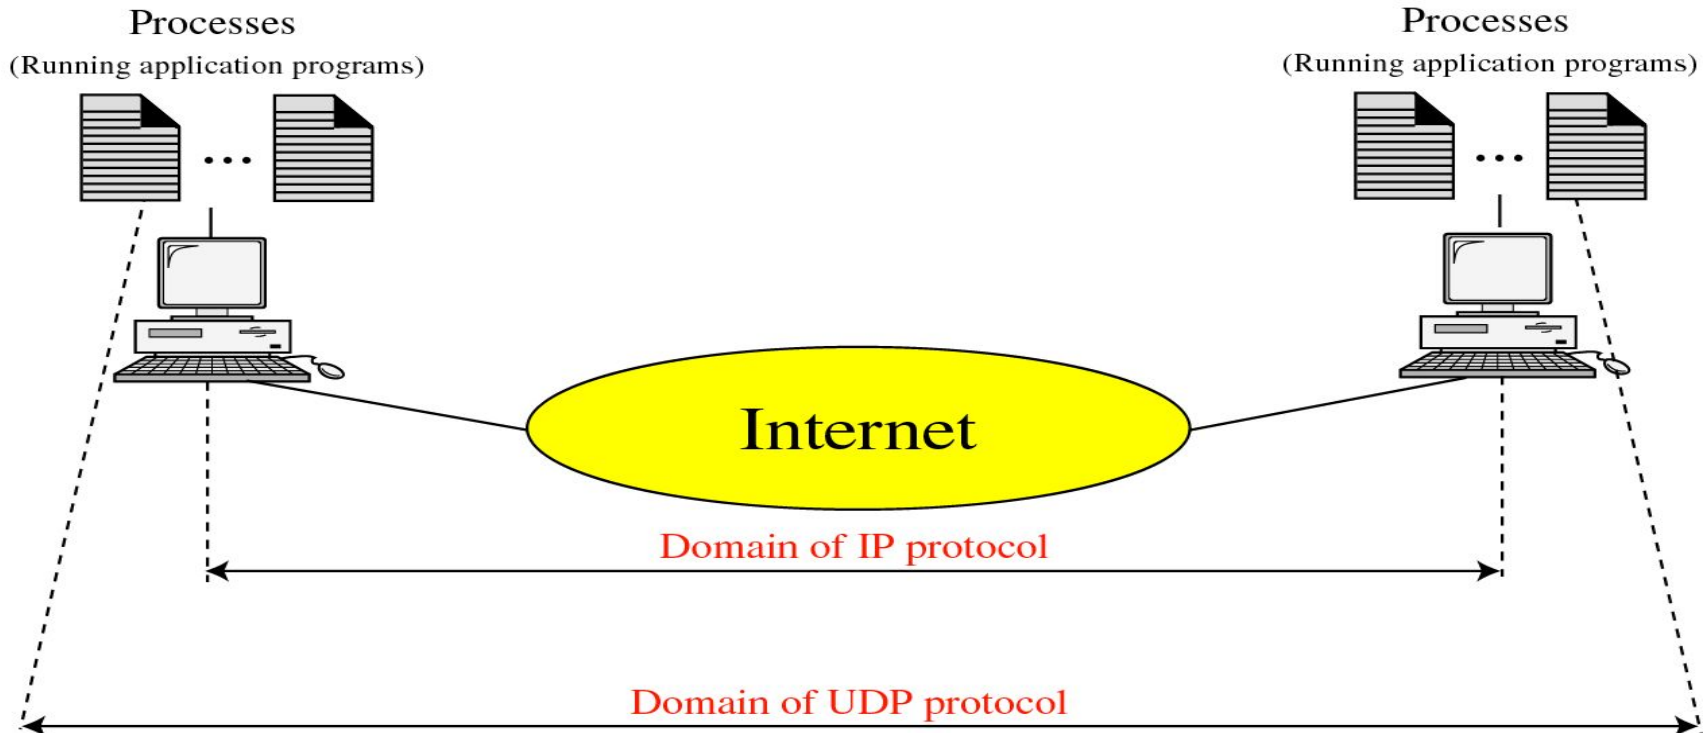 Processes
(Running application programs)
Processes
(Running application programs)
Internet
Domain of IP protocol
Domain of UDP protocol